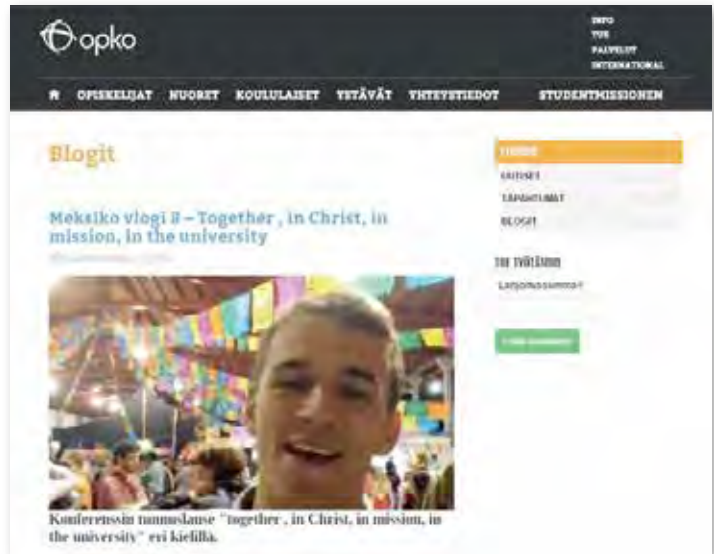 opko
INFO
TUE
PALVELUT
INTERNATIONAL
OPISKELIJAT NUORET KOULULAISET YSTÄVÄT YHTEYSTIEDOT STUDENTMISSIONEN
Blogit
Meksiko vlogi 8 – Together , in Christ, in
mission, in the university
Konferenssin tunnuslause "together , in Christ, in mission, in
the university" eri kielillä.
UUTISET
TAPAHTUMAT
BLOGIT
TUE TYÖTÄMME